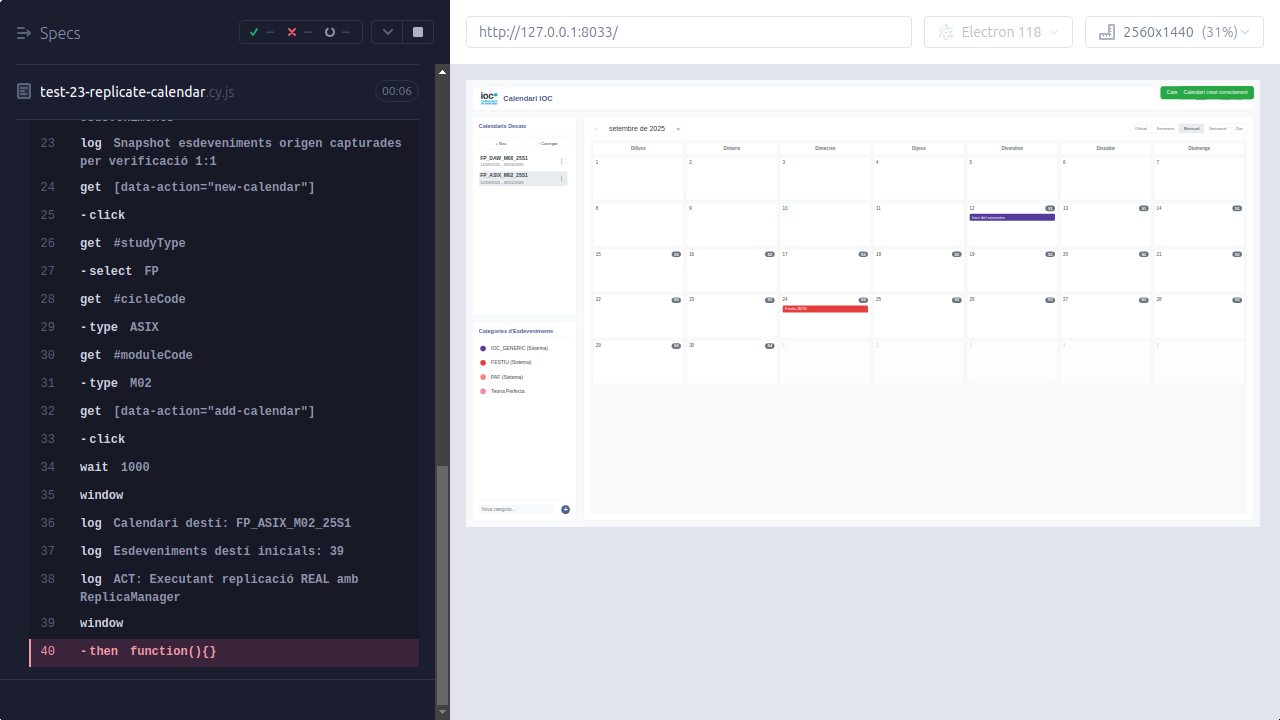 Specs
--
--
--
test-23-replicate-calendar.cy.js
00:06
23 log Snapshot esdeveniments origen capturades
per verificació 1:1
24 get [data-action="new-calendar"]
25 -click
26 get #studyType
27 -select FP
28 get #cicleCode
29 -type ASIX
30 get #moduleCode
31 -type M02
32 get [data-action="add-calendar"]
33 -click
34 wait 1000
35 window
36 log Calendari destí: FP_ASIX_M02_25S1
37 log Esdeveniments destí inicials: 39
38 log ACT: Executant replicació REAL amb
ReplicaManager
39 window
40 -then function(){}
http://127.0.0.1:8033/
Electron 118
2560x1440 (31%)
ioc
Calendari IOC
Calendari creat correctament
Calendaris Desats
+ Nou
Carregar
FP_DAW_M06_25S1
FP_ASIX_M02_25S1
Categories d'Esdeveniments
IOC_GENERIC (Sistema)
FESTIU (Sistema)
PAF (Sistema)
Teoria Perfecta
Nova categoria...
+
setembre de 2025 >
Global Semestre Mensual Setmanal Dia
Dilluns Dimarts Dimecres Dijous Divendres Dissabte Diumenge
1 2 3 4 5 6 7
8 9 10 11 12 13 14
Inici del semestre
15 16 17 18 19 20 21
22 23 24 25 26 27 28
Festiu BCN
29 30 1 2 3 4 5